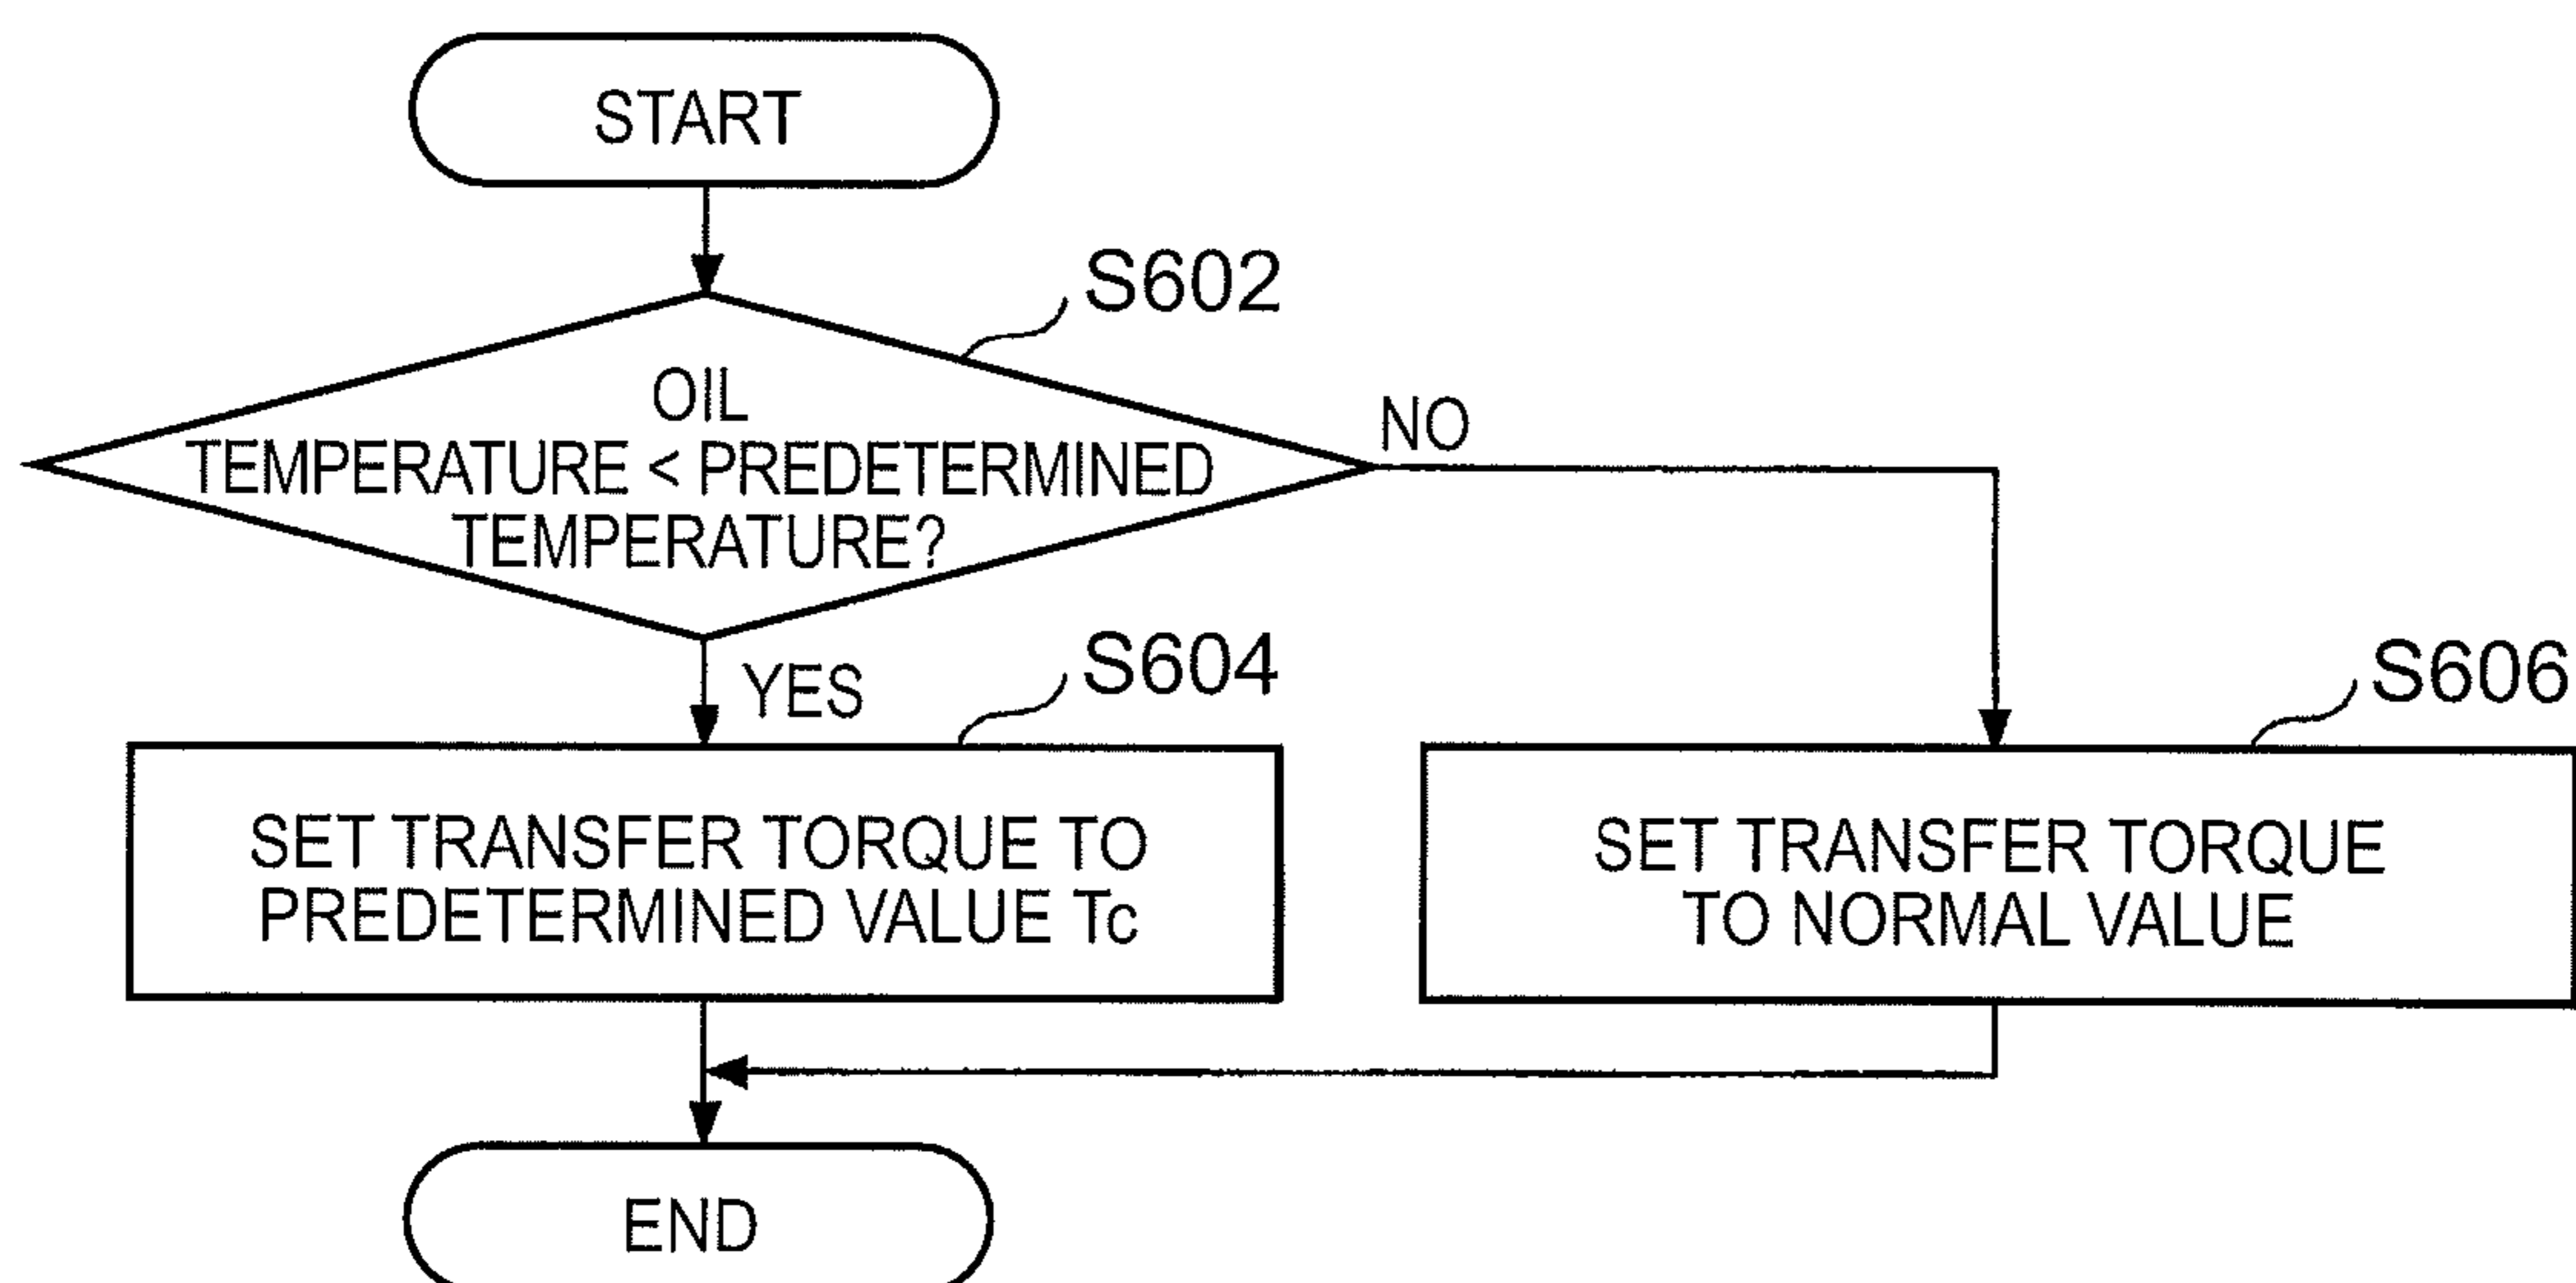 START
S602
OIL
TEMPERATURE < PREDETERMINED
TEMPERATURE?
NO
YES
S604
SET TRANSFER TORQUE TO
PREDETERMINED VALUE Tc
S606
SET TRANSFER TORQUE
TO NORMAL VALUE
END